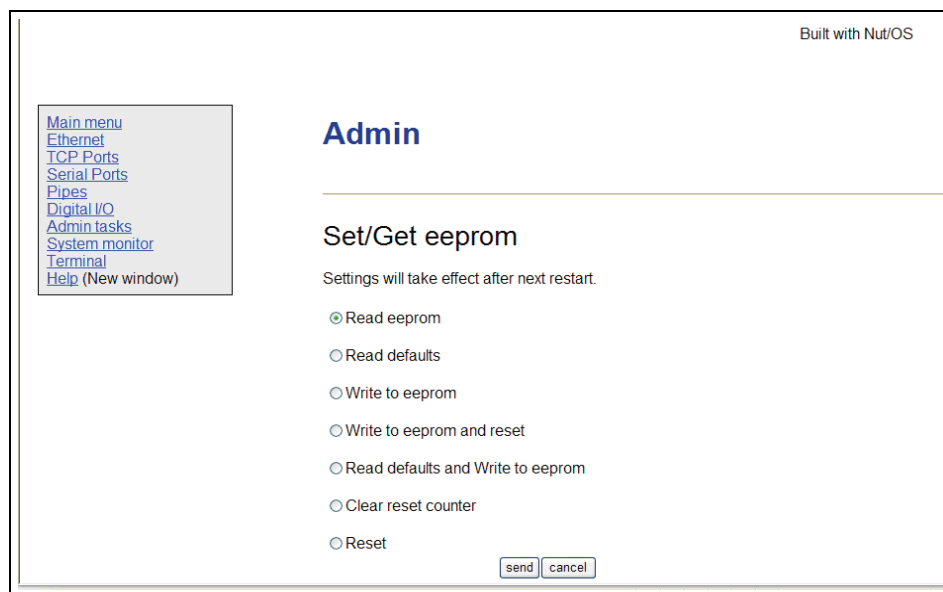 Built with Nut/OS
Main menu
Ethernet
TCP Ports
Serial Ports
Pipes
Digital I/O
Admin tasks
System monitor
Terminal
Help (New window)
Admin
Set/Get eeprom
Settings will take effect after next restart.
Read eeprom
Read defaults
Write to eeprom
Write to eeprom and reset
Read defaults and Write to eeprom
Clear reset counter
Reset
send cancel